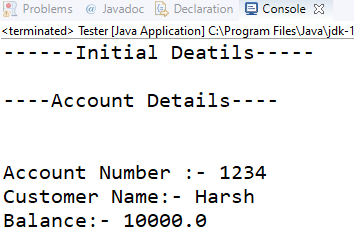 Problems @ Javadoc Declaration Console
<terminated> Tester [Java Application] C:\Program Files\Java\jdk-1
------Initial Deatils-----
----Account Details----
Account Number :- 1234
Customer Name:- Harsh
Balance:- 10000.0